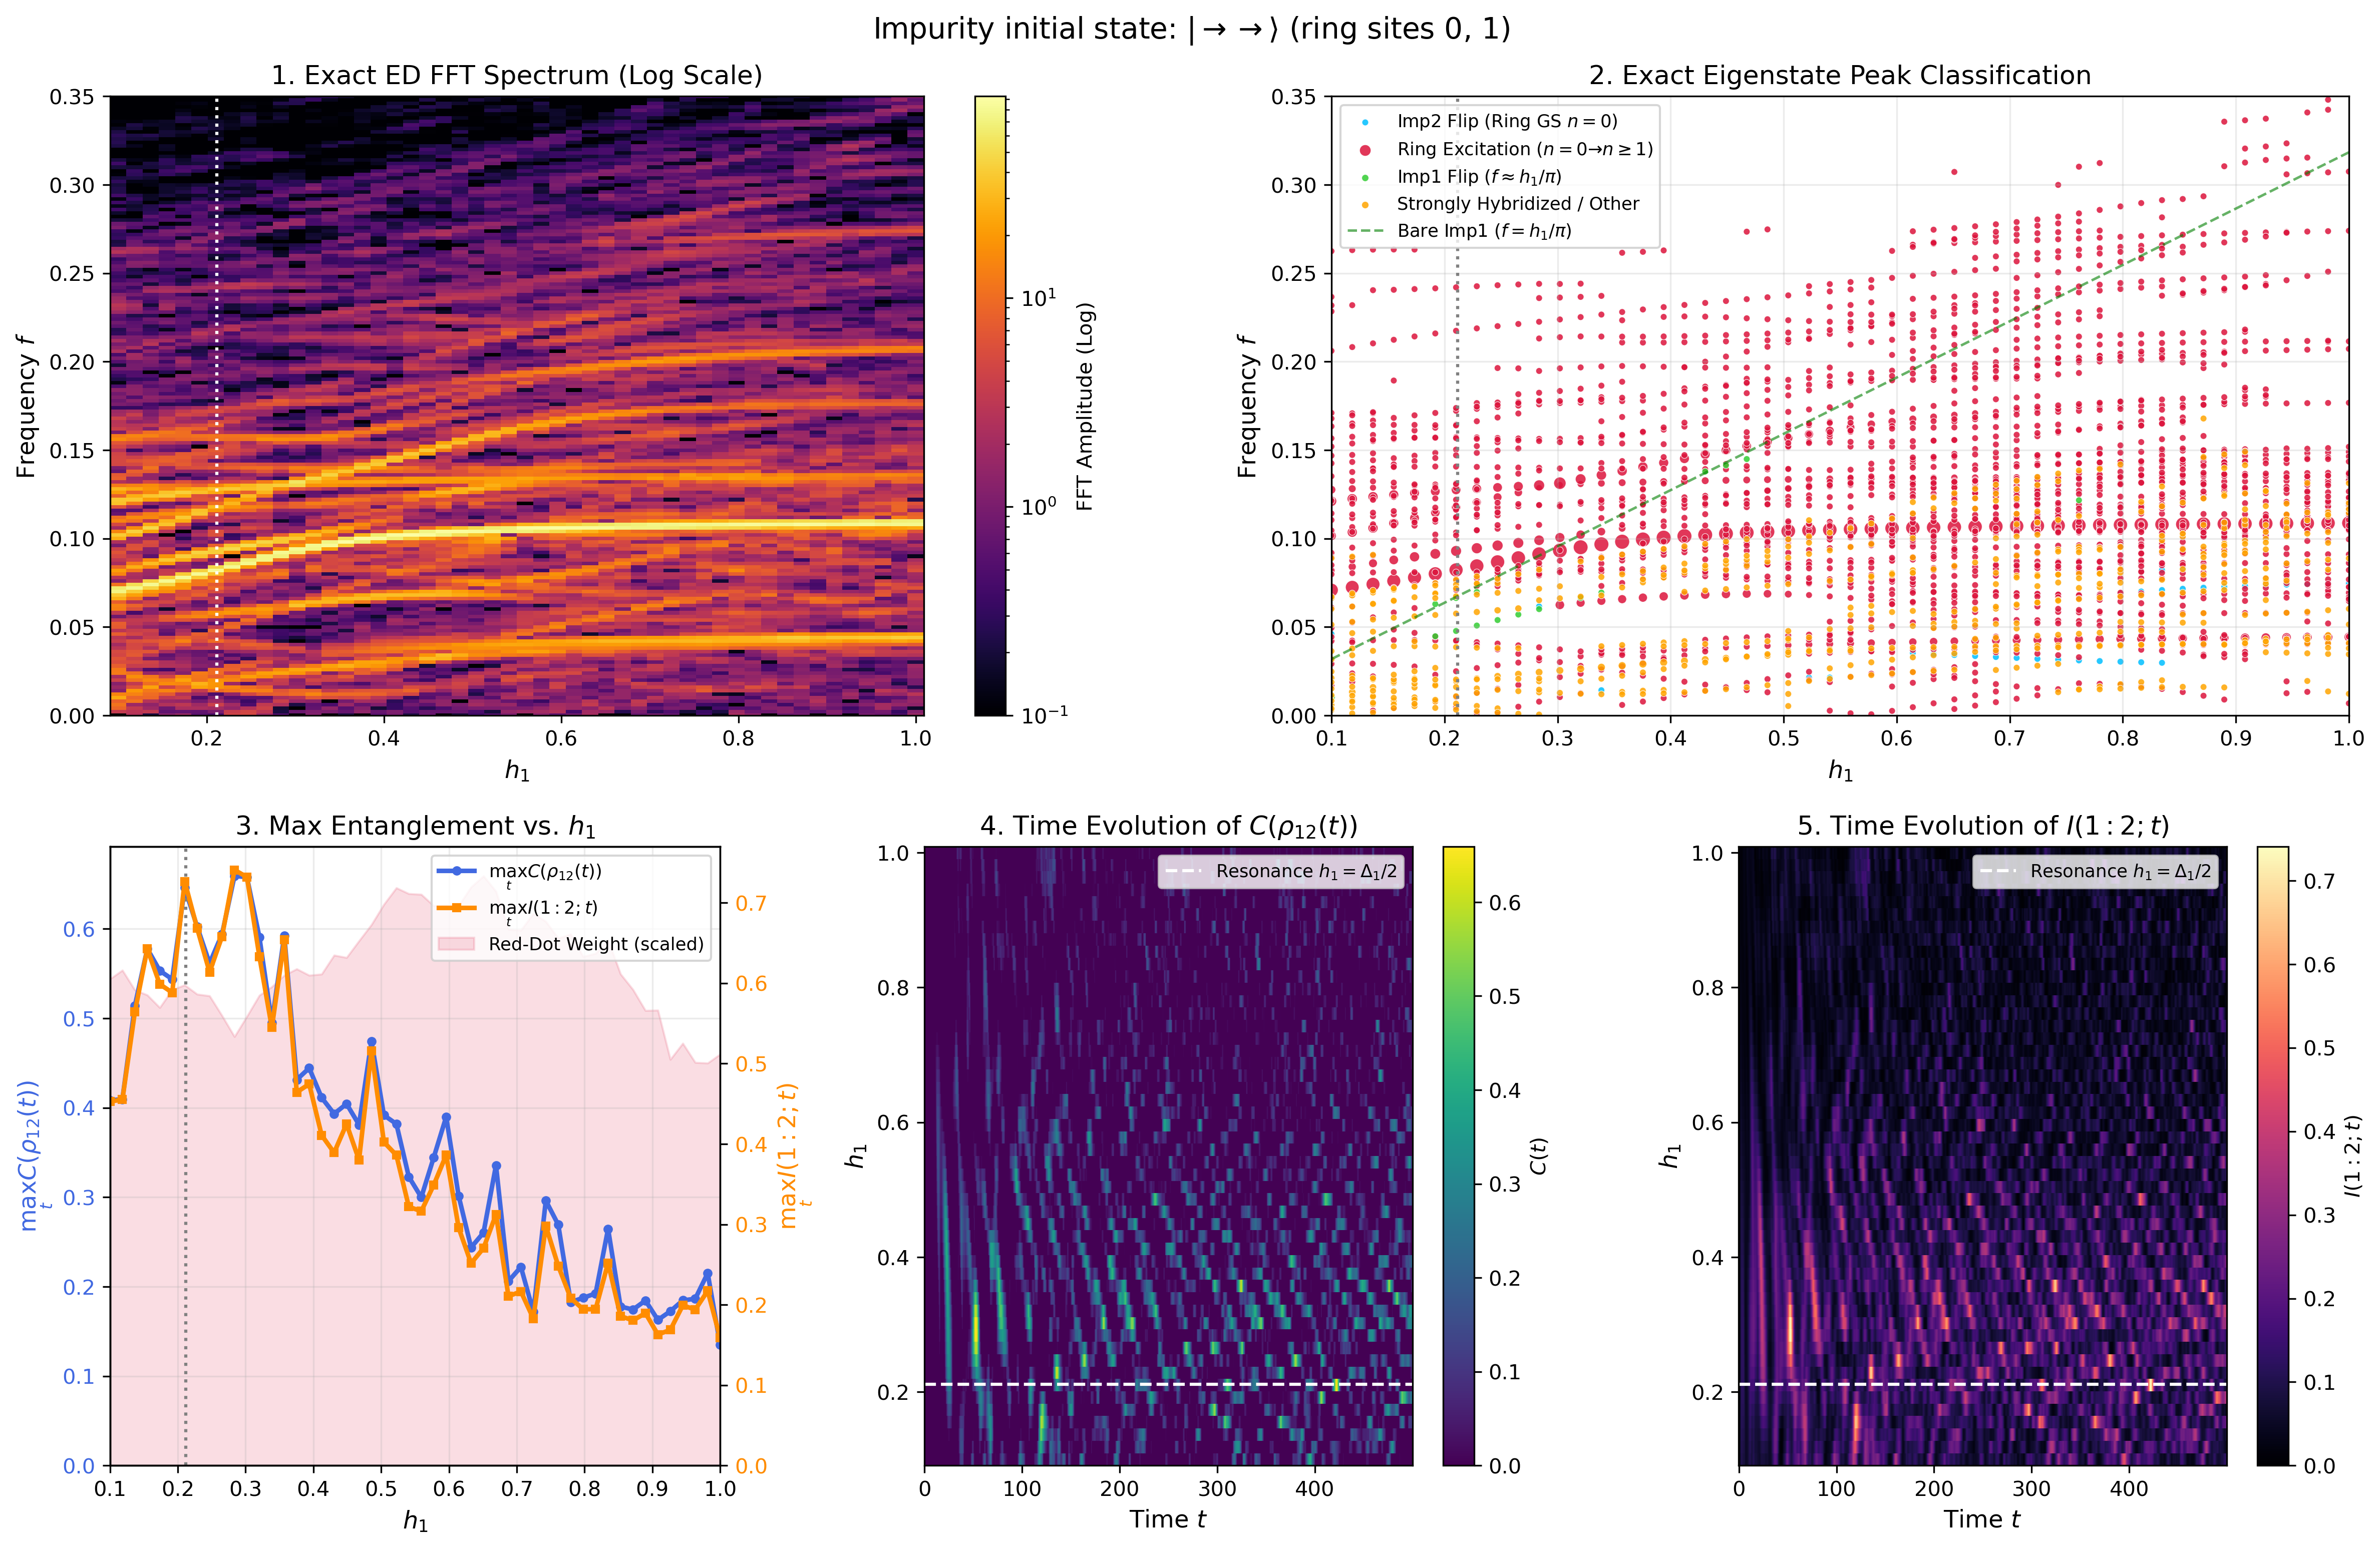 Impurity initial state: |→→⟩ (ring sites 0, 1)
1. Exact ED FFT Spectrum (Log Scale)
Frequency f
0.35
0.30
0.25
0.20
0.15
0.10
0.05
0.00
0.2
0.4
0.6
0.8
1.0
h₁
10¹
10⁰
10⁻¹
FFT Amplitude (Log)
2. Exact Eigenstate Peak Classification
Imp2 Flip (Ring GS n = 0)
Ring Excitation (n = 0→n ≥ 1)
Imp1 Flip (f ≈ h₁/π)
Strongly Hybridized / Other
Bare Imp1 (f = h₁/π)
Frequency f
0.35
0.30
0.25
0.20
0.15
0.10
0.05
0.00
0.1
0.2
0.3
0.4
0.5
0.6
0.7
0.8
0.9
1.0
h₁
3. Max Entanglement vs. h₁
max C(ρ₁₂(t))
t
max I(1 : 2; t)
t
Red-Dot Weight (scaled)
max C(ρ₁₂(t))
t
0.6
0.5
0.4
0.3
0.2
0.1
0.0
0.1
0.2
0.3
0.4
0.5
0.6
0.7
0.8
0.9
1.0
h₁
0.7
0.6
0.5
0.4
0.3
0.2
0.1
0.0
max I(1 : 2; t)
t
4. Time Evolution of C(ρ₁₂(t))
Resonance h₁ = Δ₁/2
h₁
1.0
0.8
0.6
0.4
0.2
0
100
200
300
400
Time t
0.6
0.5
0.4
0.3
0.2
0.1
0.0
C(t)
5. Time Evolution of I(1 : 2; t)
Resonance h₁ = Δ₁/2
h₁
1.0
0.8
0.6
0.4
0.2
0
100
200
300
400
Time t
0.7
0.6
0.5
0.4
0.3
0.2
0.1
0.0
I(1 : 2; t)